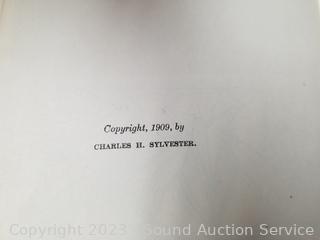 Copyright, 1909, by
CHARLES H. SYLVESTER.
Copyright 2023 Sound Auction Service